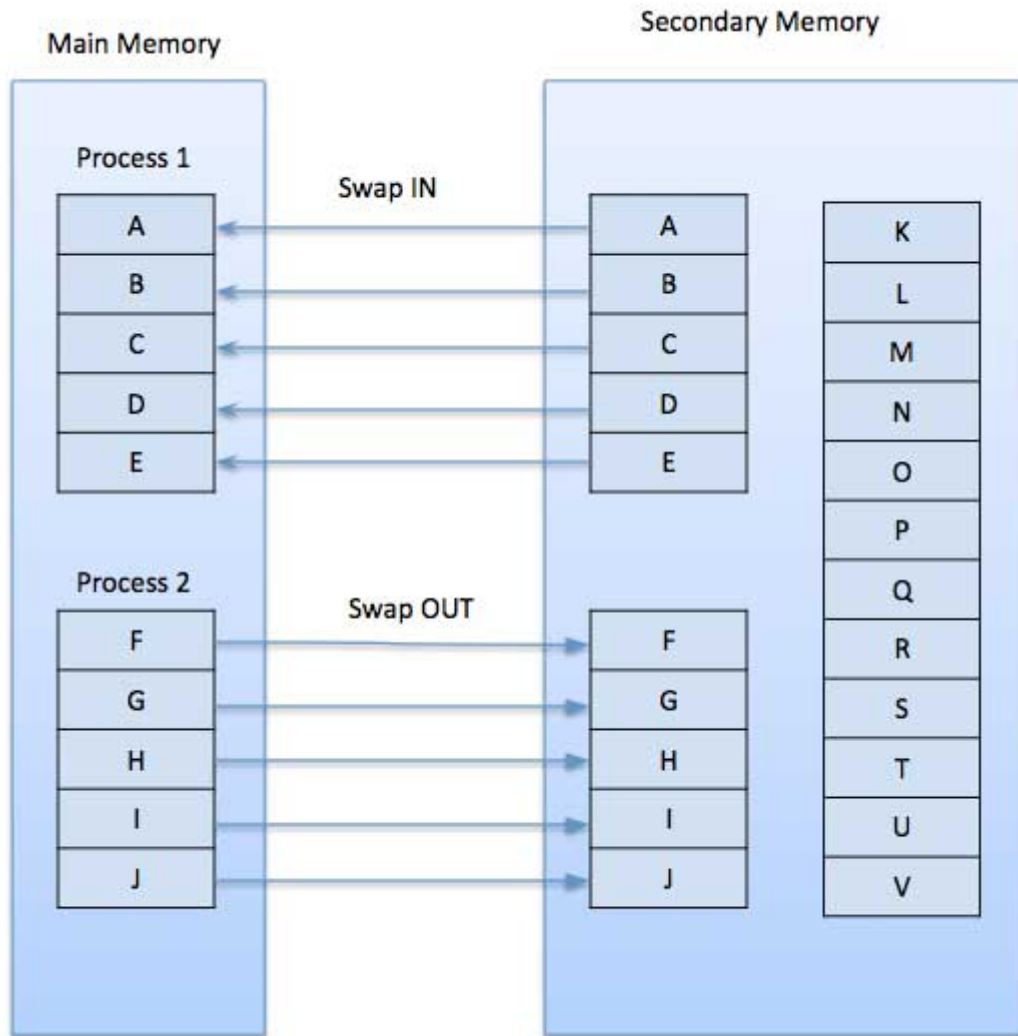 Main Memory
Secondary Memory
Process 1
Swap IN
A
B
C
D
E
Process 2
Swap OUT
F
G
H
I
J
A
B
C
D
E
F
G
H
I
J
K
L
M
N
O
P
Q
R
S
T
U
V